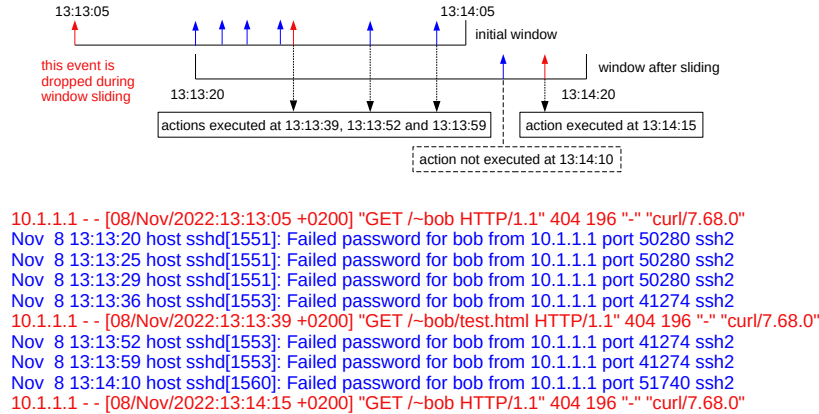 13:13:05
13:14:05
initial window
this event is
dropped during
window sliding
window after sliding
13:13:20
13:14:20
actions executed at 13:13:39, 13:13:52 and 13:13:59
action executed at 13:14:15
action not executed at 13:14:10
10.1.1.1 - - [08/Nov/2022:13:13:05 +0200] "GET /~bob HTTP/1.1" 404 196 "-" "curl/7.68.0"
Nov  8 13:13:20 host sshd[1551]: Failed password for bob from 10.1.1.1 port 50280 ssh2
Nov  8 13:13:25 host sshd[1551]: Failed password for bob from 10.1.1.1 port 50280 ssh2
Nov  8 13:13:29 host sshd[1551]: Failed password for bob from 10.1.1.1 port 50280 ssh2
Nov  8 13:13:36 host sshd[1553]: Failed password for bob from 10.1.1.1 port 41274 ssh2
10.1.1.1 - - [08/Nov/2022:13:13:39 +0200] "GET /~bob/test.html HTTP/1.1" 404 196 "-" "curl/7.68.0"
Nov  8 13:13:52 host sshd[1553]: Failed password for bob from 10.1.1.1 port 41274 ssh2
Nov  8 13:13:59 host sshd[1553]: Failed password for bob from 10.1.1.1 port 41274 ssh2
Nov  8 13:14:10 host sshd[1560]: Failed password for bob from 10.1.1.1 port 51740 ssh2
10.1.1.1 - - [08/Nov/2022:13:14:15 +0200] "GET /~bob HTTP/1.1" 404 196 "-" "curl/7.68.0"